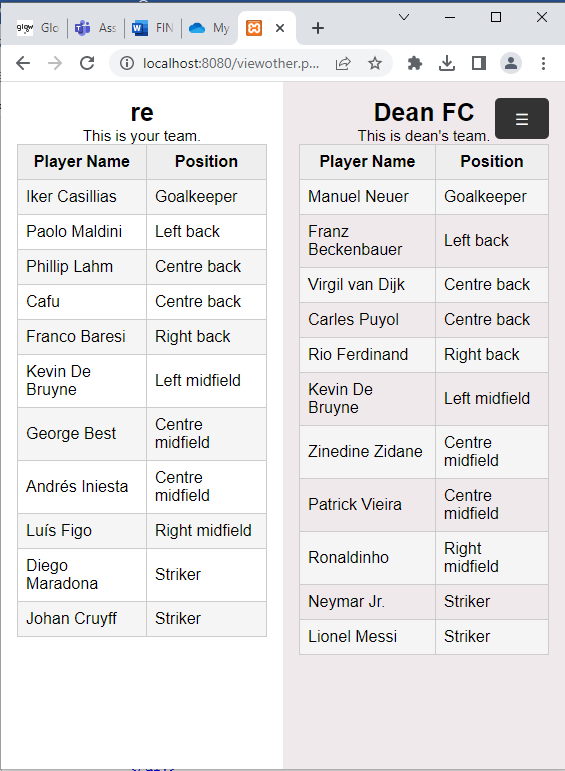 glow Glo
Ass
FIN
My
localhost:8080/viewother.p...
re
This is your team.
Player Name Position
Iker Casillias Goalkeeper
Paolo Maldini Left back
Phillip Lahm Centre back
Cafu Centre back
Franco Baresi Right back
Kevin De
Bruyne
Left midfield
George Best
Centre
midfield
Andrés Iniesta
Centre
midfield
Luís Figo Right midfield
Diego
Maradona
Striker
Johan Cruyff Striker
Dean FC
This is dean's team.
Player Name Position
Manuel Neuer Goalkeeper
Franz
Beckenbauer
Left back
Virgil van Dijk Centre back
Carles Puyol Centre back
Rio Ferdinand Right back
Kevin De
Bruyne
Left midfield
Zinedine Zidane
Centre
midfield
Patrick Vieira
Centre
midfield
Ronaldinho
Right
midfield
Neymar Jr. Striker
Lionel Messi Striker